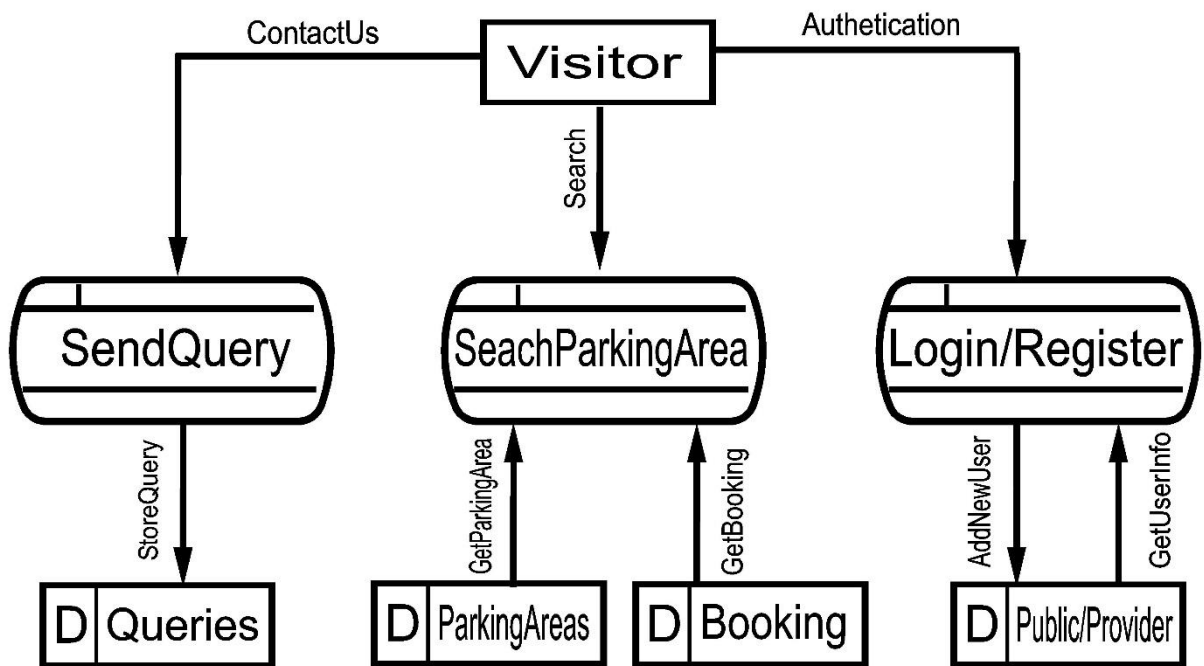 ContactUs
Visitor
Authetication
Search
SendQuery
SeachParkingArea
Login/Register
StoreQuery
GetParkingArea
GetBooking
AddNewUser
GetUserInfo
D Queries
D ParkingAreas
D Booking
D Public/Provider